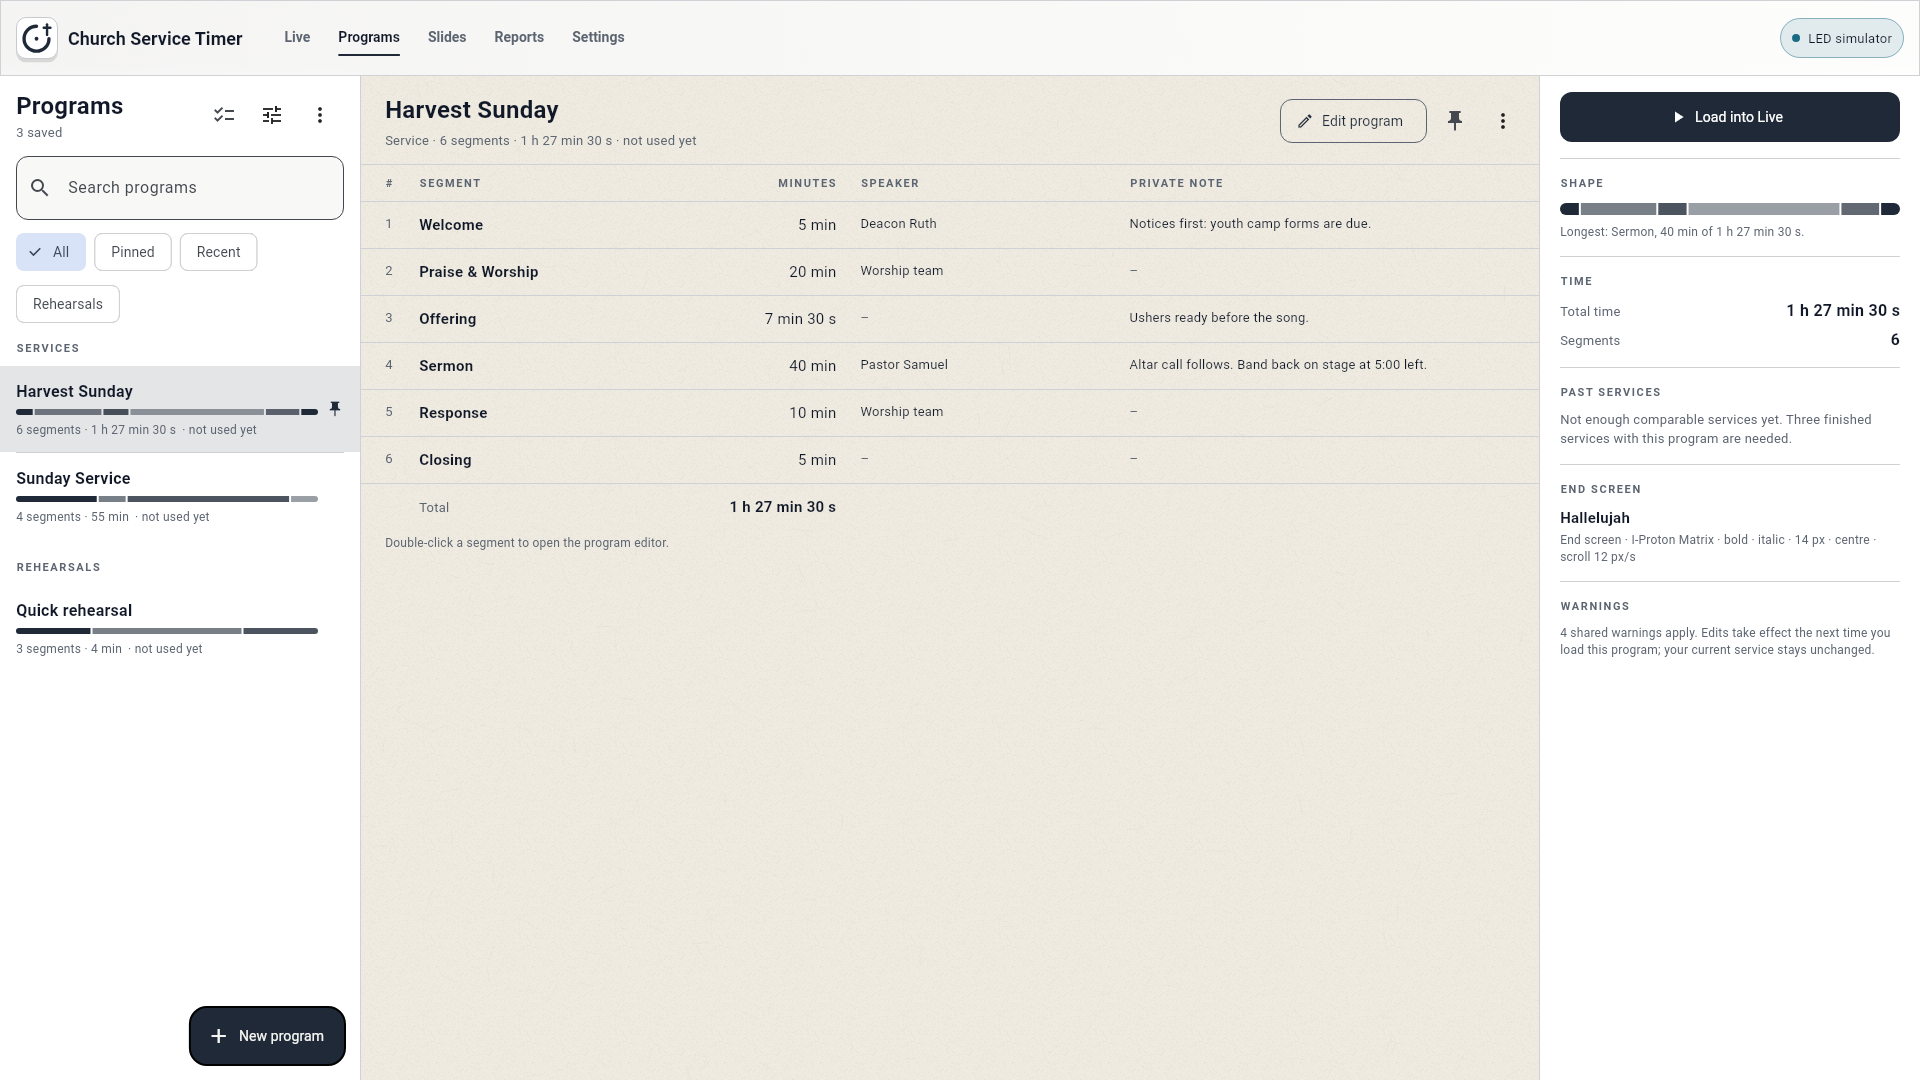 Church Service Timer
Live
Programs
Slides
Reports
Settings
LED simulator
Programs
3 saved
Search programs
All
Pinned
Recent
Rehearsals
SERVICES
Harvest Sunday
6 segments · 1 h 27 min 30 s · not used yet
Sunday Service
4 segments · 55 min · not used yet
REHEARSALS
Quick rehearsal
3 segments · 4 min · not used yet
New program
Harvest Sunday
Service · 6 segments · 1 h 27 min 30 s · not used yet
Edit program
# SEGMENT MINUTES SPEAKER PRIVATE NOTE
1 Welcome 5 min Deacon Ruth Notices first: youth camp forms are due.
2 Praise & Worship 20 min Worship team –
3 Offering 7 min 30 s – Ushers ready before the song.
4 Sermon 40 min Pastor Samuel Altar call follows. Band back on stage at 5:00 left.
5 Response 10 min Worship team –
6 Closing 5 min – –
Total 1 h 27 min 30 s
Double-click a segment to open the program editor.
Load into Live
SHAPE
Longest: Sermon, 40 min of 1 h 27 min 30 s.
TIME
Total time 1 h 27 min 30 s
Segments 6
PAST SERVICES
Not enough comparable services yet. Three finished
services with this program are needed.
END SCREEN
Hallelujah
End screen · I-Proton Matrix · bold · italic · 14 px · centre ·
scroll 12 px/s
WARNINGS
4 shared warnings apply. Edits take effect the next time you
load this program; your current service stays unchanged.